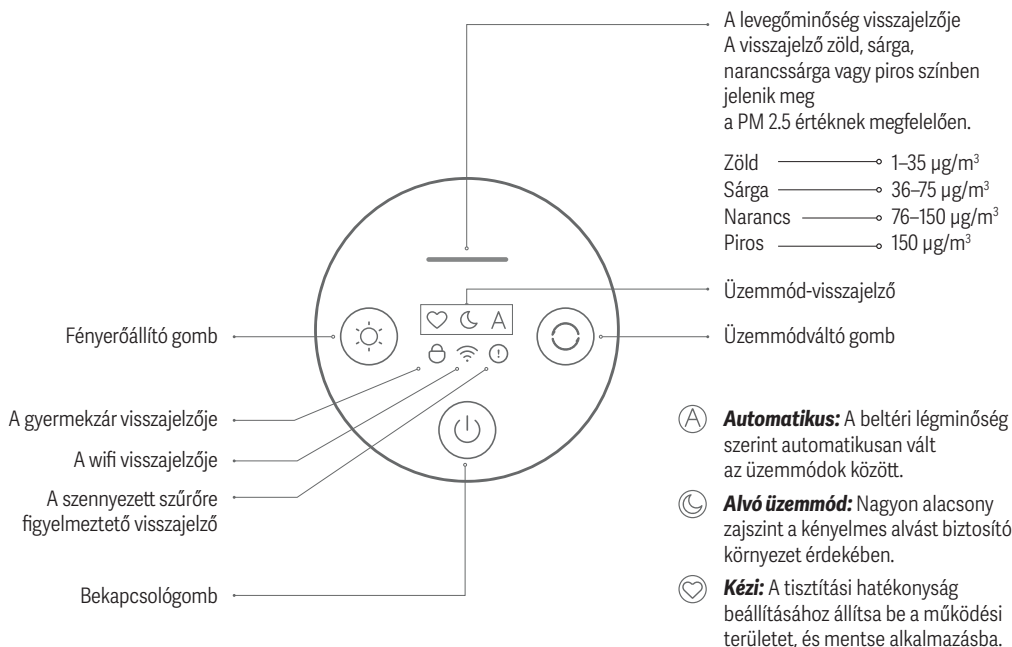 A levegőminőség visszajelzője
A visszajelző zöld, sárga,
narancssárga vagy piros színben
jelenik meg
a PM 2.5 értéknek megfelelően.
Zöld 1–35 µg/m³
Sárga 36–75 µg/m³
Narancs 76–150 µg/m³
Piros 150 µg/m³
Üzemmód-visszajelző
Üzemmódváltó gomb
Fényerőállító gomb
A gyermekzár visszajelzője
A wifi visszajelzője
A szennyezett szűrőre
figyelmeztető visszajelző
Bekapcsológomb
A
A Automatikus: A beltéri légminőség
szerint automatikusan vált
az üzemmódok között.
Alvó üzemmód: Nagyon alacsony
zajszint a kényelmes alvást biztosító
környezet érdekében.
Kézi: A tisztítási hatékonyság
beállításához állítsa be a működési
területet, és mentse alkalmazásba.